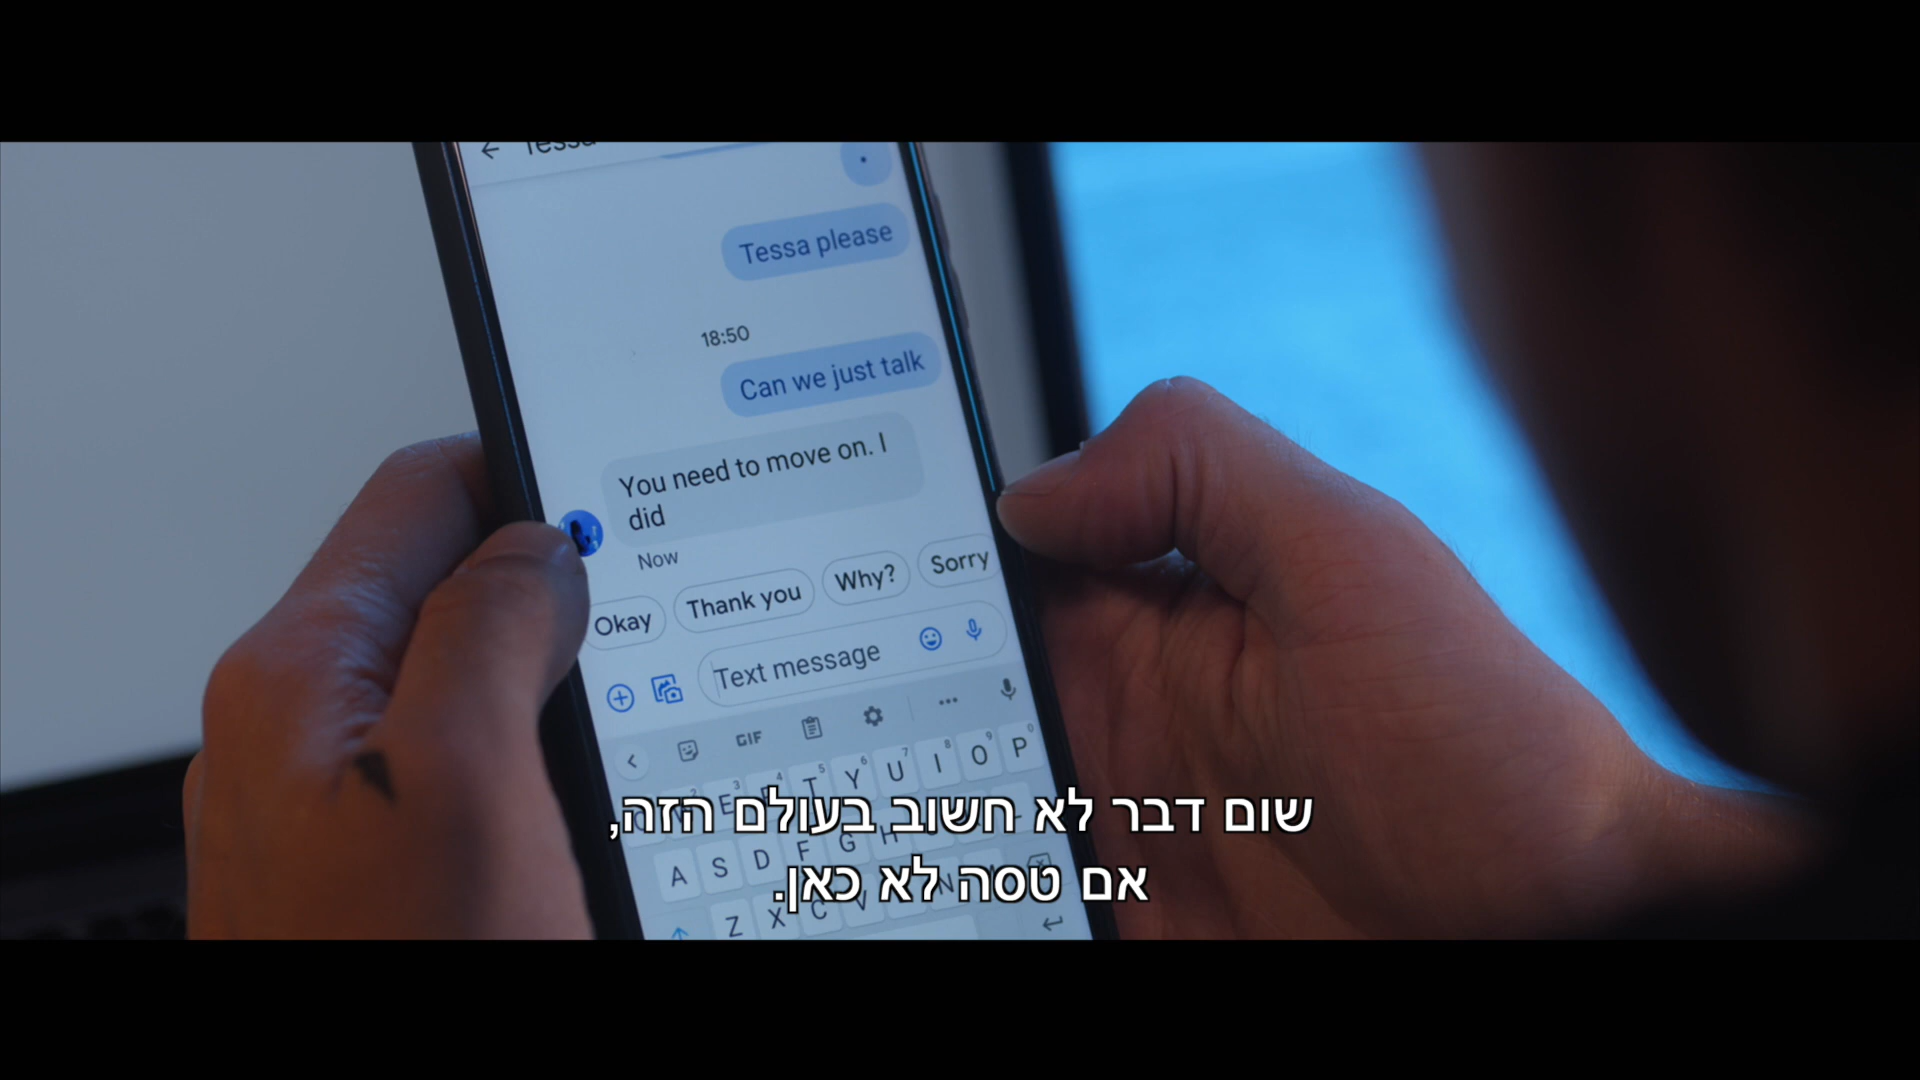 Tessa
Tessa please
18:50
Can we just talk
You need to move on. I
did
Now
Okay
Thank you
Why?
Sorry
Text message
GIF
E T Y U I O P
A S D F G H
Z X C V N
שום דבר לא חשוב בעולם הזה,
אם טסה לא כאן.